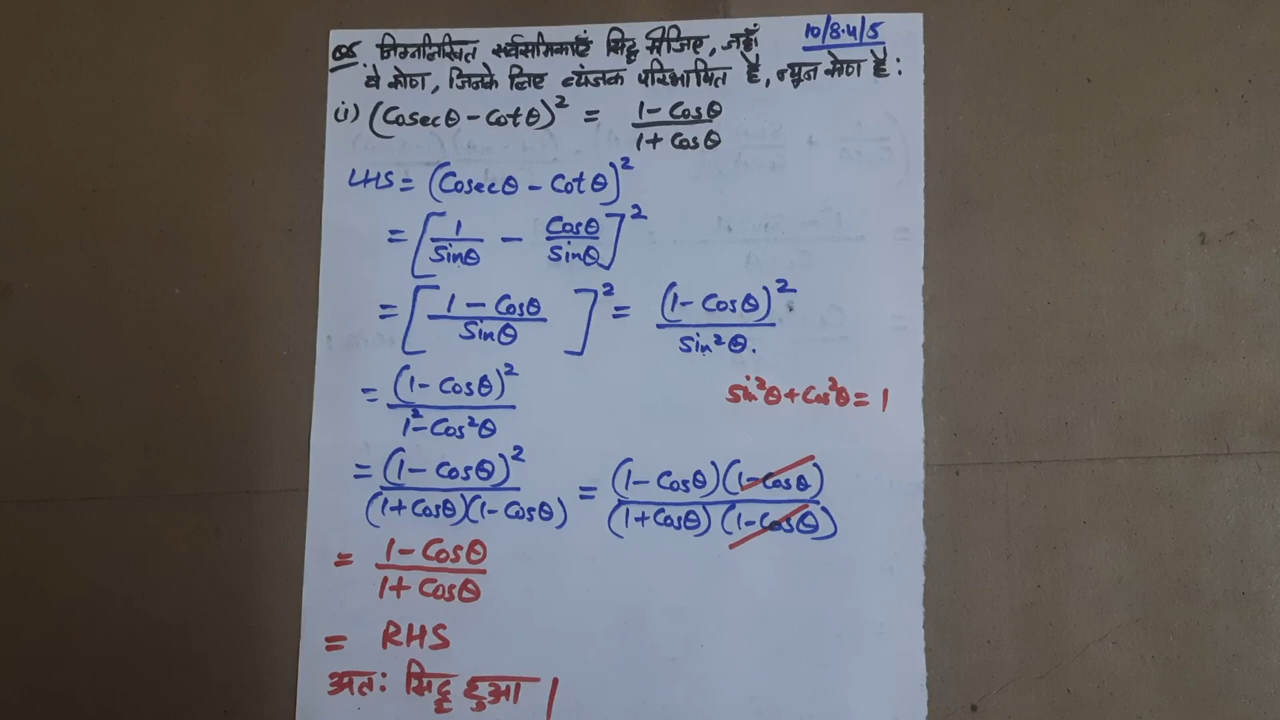 Q5. निम्नलिखित सर्वसमिकाएँ सिद्ध कीजिए, जहाँ 10/8.4/5
वे कोण, जिनके लिए व्यंजक परिभाषित है, न्यून कोण है:
(i) (Cosecθ - Cotθ)² = (1 - Cosθ)/(1 + Cosθ)
LHS = (Cosecθ - Cotθ)²
= [1/Sinθ - Cosθ/Sinθ]²
= [(1 - Cosθ)/Sinθ]² = (1 - Cosθ)²/Sin²θ.
= (1 - Cosθ)²/(1² - Cos²θ) Sin²θ + Cos²θ = 1
= (1 - Cosθ)²/(1 + Cosθ)(1 - Cosθ) = (1 - Cosθ)(1 - Cosθ)/(1 + Cosθ)(1 - Cosθ)
= (1 - Cosθ)/(1 + Cosθ)
= RHS
अतः सिद्ध हुआ |